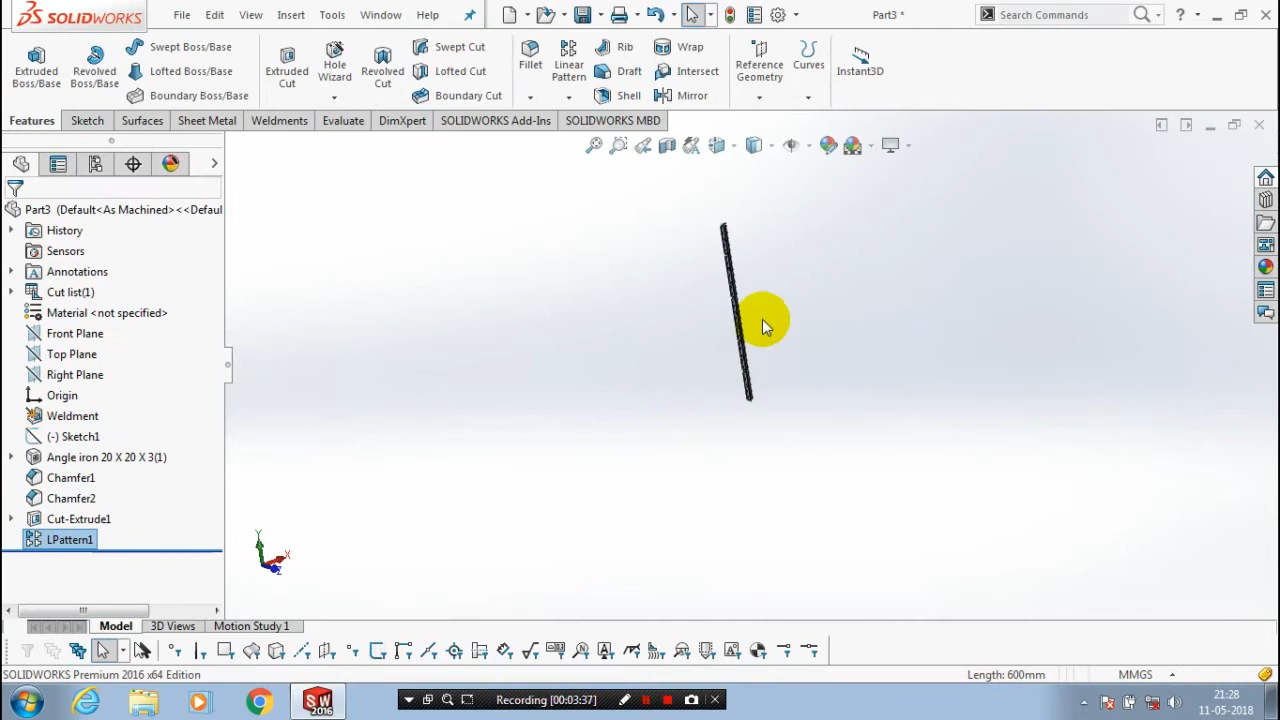 SOLIDWORKS File Edit View Insert Tools Window Help Part3 * Search Commands ?
Extruded Boss/Base
Revolved Boss/Base
Swept Boss/Base
Lofted Boss/Base
Boundary Boss/Base
Extruded Cut
Hole Wizard
Revolved Cut
Swept Cut
Lofted Cut
Boundary Cut
Fillet
Linear Pattern
Rib
Draft
Shell
Wrap
Intersect
Mirror
Reference Geometry
Curves
Instant3D
Features Sketch Surfaces Sheet Metal Weldments Evaluate DimXpert SOLIDWORKS Add-Ins SOLIDWORKS MBD
Part3 (Default<As Machined><<Defaul
History
Sensors
Annotations
Cut list(1)
Material <not specified>
Front Plane
Top Plane
Right Plane
Origin
Weldment
(-) Sketch1
Angle iron 20 X 20 X 3(1)
Chamfer1
Chamfer2
Cut-Extrude1
LPattern1
Y
X
Z
Model 3D Views Motion Study 1
SOLIDWORKS Premium 2016 x64 Edition Length: 600mm MMGS
SW 2016
Recording [00:03:37]
21:28
11-05-2018